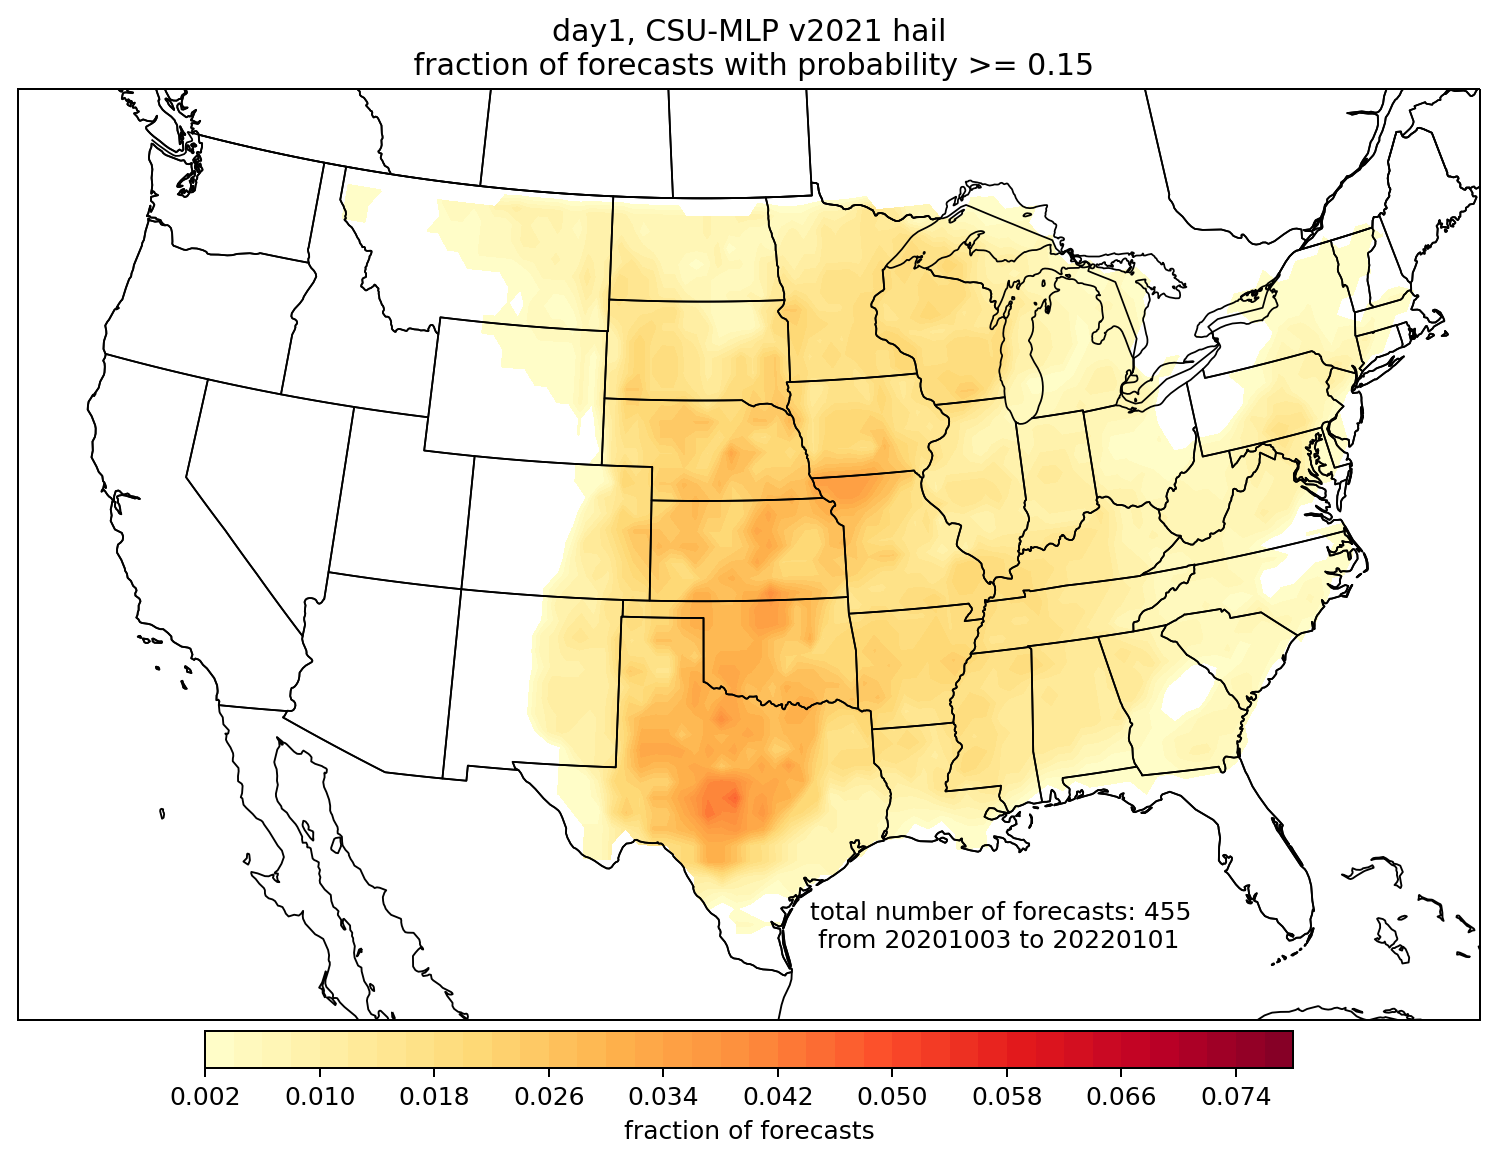 day1, CSU-MLP v2021 hail
fraction of forecasts with probability >= 0.15
total number of forecasts: 455
from 20201003 to 20220101
0.002 0.010 0.018 0.026 0.034 0.042 0.050 0.058 0.066 0.074
fraction of forecasts